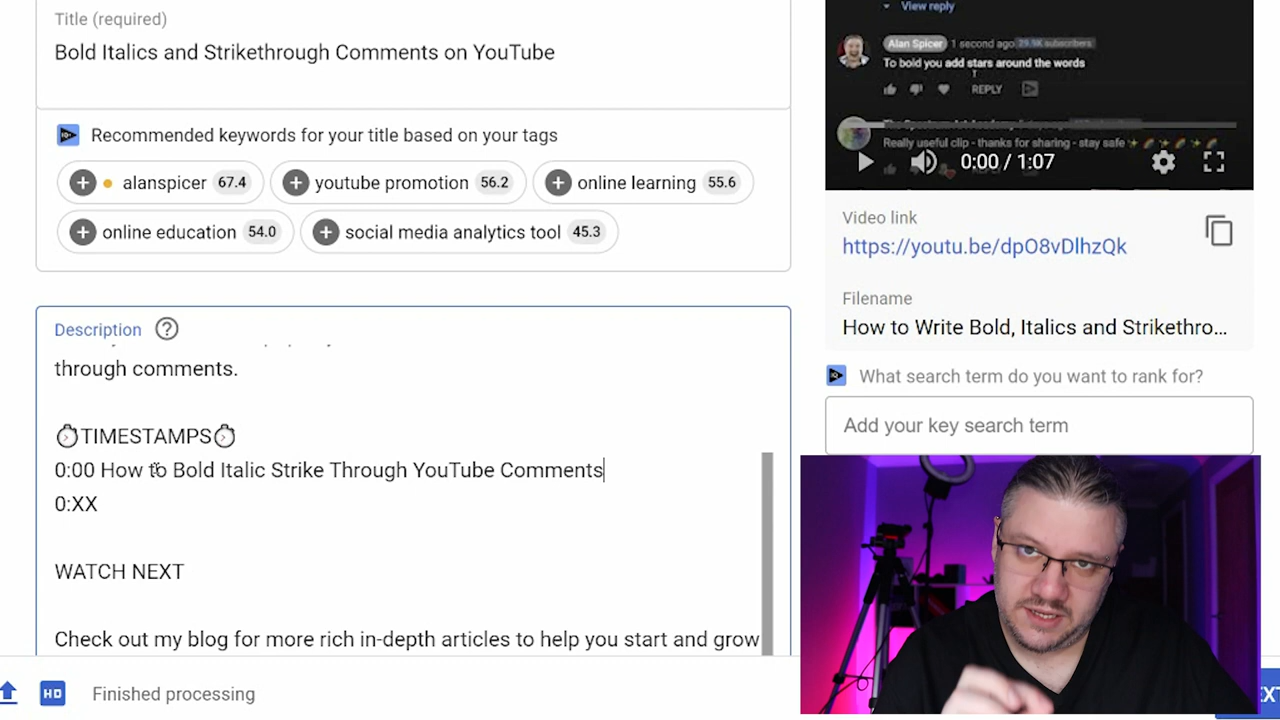 Title (required)
Bold Italics and Strikethrough Comments on YouTube
Recommended keywords for your title based on your tags
alanspicer 67.4
youtube promotion 56.2
online learning 55.6
online education 54.0
social media analytics tool 45.3
Description
through comments.
TIMESTAMPS
0:00 How to Bold Italic Strike Through YouTube Comments
0:XX
WATCH NEXT
Check out my blog for more rich in-depth articles to help you start and grow
HD Finished processing
View reply
Alan Spicer 1 second ago 29.9K subscribers
To bold you add stars around the words
REPLY
Really useful clip - thanks for sharing - stay safe
0:00 / 1:07
Video link
https://youtu.be/dpO8vDlhzQk
Filename
How to Write Bold, Italics and Strikethro...
What search term do you want to rank for?
Add your key search term